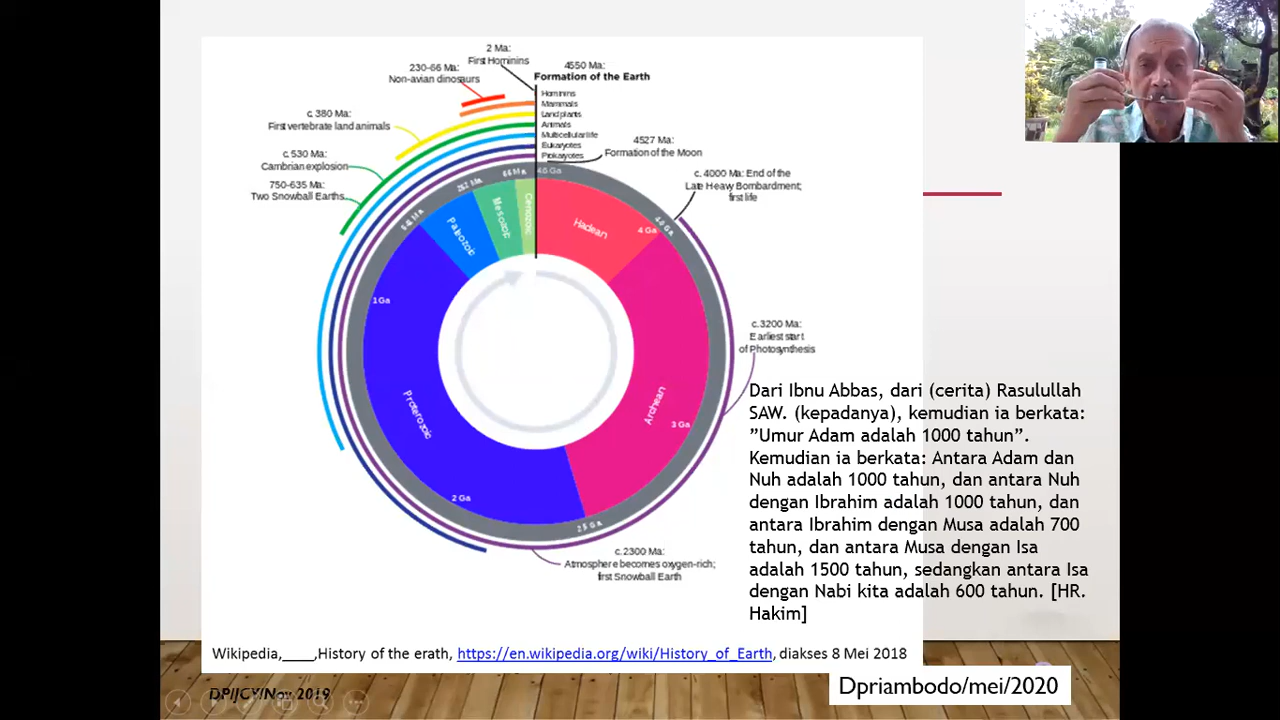 2 Ma:
First Hominins
4550 Ma:
Formation of the Earth
230-66 Ma:
Non-avian dinosaurs
Hominins
Mammals
Land plants
Animals
Multicellular life
Eukaryotes
Prokaryotes
c. 380 Ma:
First vertebrate land animals
4527 Ma:
Formation of the Moon
c. 530 Ma:
Cambrian explosion
750-635 Ma:
Two Snowball Earths
c. 4000 Ma: End of the
Late Heavy Bombardment;
first life
4.6 Ga
66 Ma
252 Ma
Cenozoic
Mesozoic
Paleozoic
Hadean
4 Ga
1 Ga
c. 3200 Ma:
Earliest start
of Photosynthesis
Proterozoic
Archean
3 Ga
2 Ga
2.5 Ga
c. 2300 Ma:
Atmosphere becomes oxygen-rich;
first Snowball Earth
Dari Ibnu Abbas, dari (cerita) Rasulullah
SAW. (kepadanya), kemudian ia berkata:
”Umur Adam adalah 1000 tahun”.
Kemudian ia berkata: Antara Adam dan
Nuh adalah 1000 tahun, dan antara Nuh
dengan Ibrahim adalah 1000 tahun, dan
antara Ibrahim dengan Musa adalah 700
tahun, dan antara Musa dengan Isa
adalah 1500 tahun, sedangkan antara Isa
dengan Nabi kita adalah 600 tahun. [HR.
Hakim]
Wikipedia,____,History of the erath, https://en.wikipedia.org/wiki/History_of_Earth, diakses 8 Mei 2018
DP/JCY/Nov 2019
Dpriambodo/mei/2020